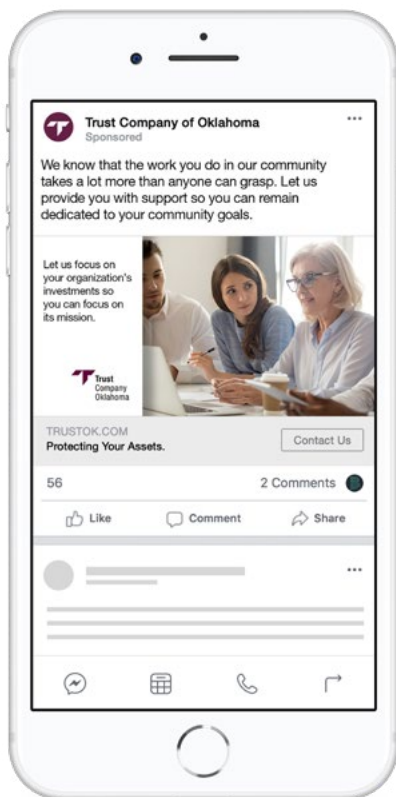 Trust Company of Oklahoma
Sponsored
We know that the work you do in our community
takes a lot more than anyone can grasp. Let us
provide you with support so you can remain
dedicated to your community goals.
Let us focus on
your organization's
investments so
you can focus on
its mission.
Trust
Company
Oklahoma
TRUSTOK.COM
Protecting Your Assets.
Contact Us
56
2 Comments
Like
Comment
Share